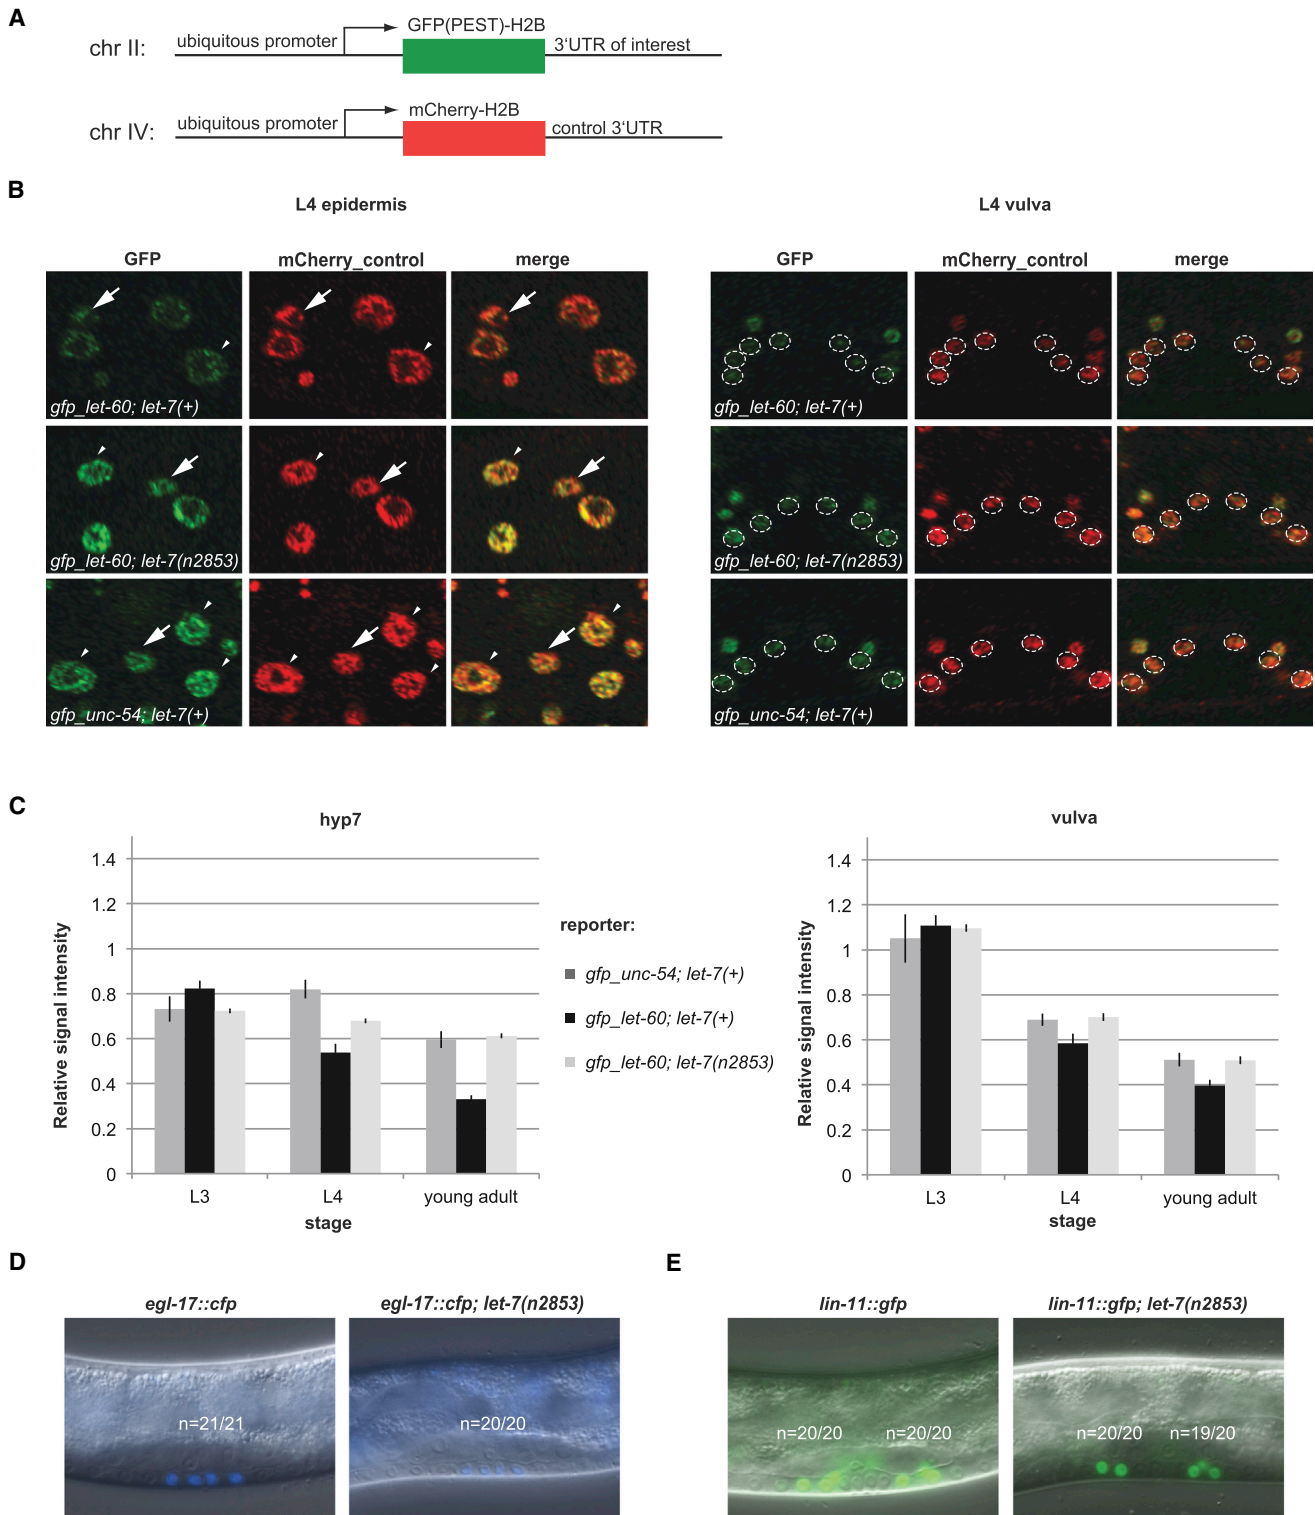 A
chr II:
ubiquitous promoter
GFP(PEST)-H2B
3‘UTR of interest
chr IV:
ubiquitous promoter
mCherry-H2B
control 3‘UTR
B
L4 epidermis
GFP
mCherry_control
merge
gfp_let-60; let-7(+)
gfp_let-60; let-7(n2853)
gfp_unc-54; let-7(+)
L4 vulva
GFP
mCherry_control
merge
gfp_let-60; let-7(+)
gfp_let-60; let-7(n2853)
gfp_unc-54; let-7(+)
C
hyp7
Relative signal intensity
1.4
1.2
1
0.8
0.6
0.4
0.2
0
L3
L4
young adult
stage
reporter:
gfp_unc-54; let-7(+)
gfp_let-60; let-7(+)
gfp_let-60; let-7(n2853)
vulva
Relative signal intensity
1.4
1.2
1
0.8
0.6
0.4
0.2
0
L3
L4
young adult
stage
D
egl-17::cfp
n=21/21
egl-17::cfp; let-7(n2853)
n=20/20
E
lin-11::gfp
n=20/20
n=20/20
lin-11::gfp; let-7(n2853)
n=20/20
n=19/20